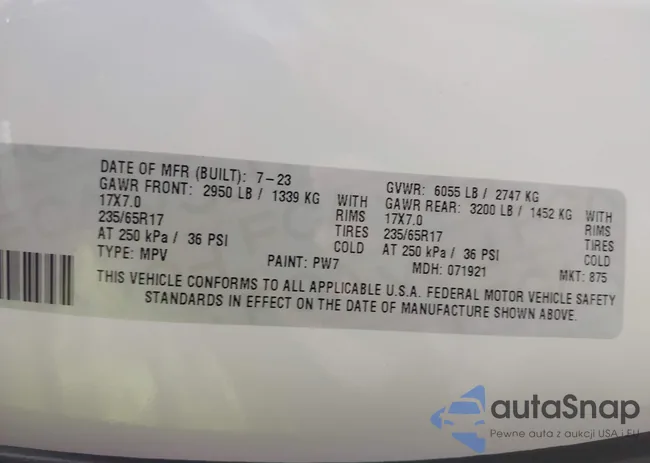 DATE OF MFR (BUILT): 7-23
GAWR FRONT: 2950 LB / 1339 KG WITH
17X7.0 RIMS
235/65R17 TIRES
AT 250 kPa / 36 PSI COLD
TYPE: MPV PAINT: PW7
GVWR: 6055 LB / 2747 KG
GAWR REAR: 3200 LB / 1452 KG WITH
17X7.0 RIMS
235/65R17 TIRES
AT 250 kPa / 36 PSI COLD
MDH: 071921 MKT: 875
THIS VEHICLE CONFORMS TO ALL APPLICABLE U.S.A. FEDERAL MOTOR VEHICLE SAFETY
STANDARDS IN EFFECT ON THE DATE OF MANUFACTURE SHOWN ABOVE.
autaSnap
Pewne auta z aukcji USA i EU